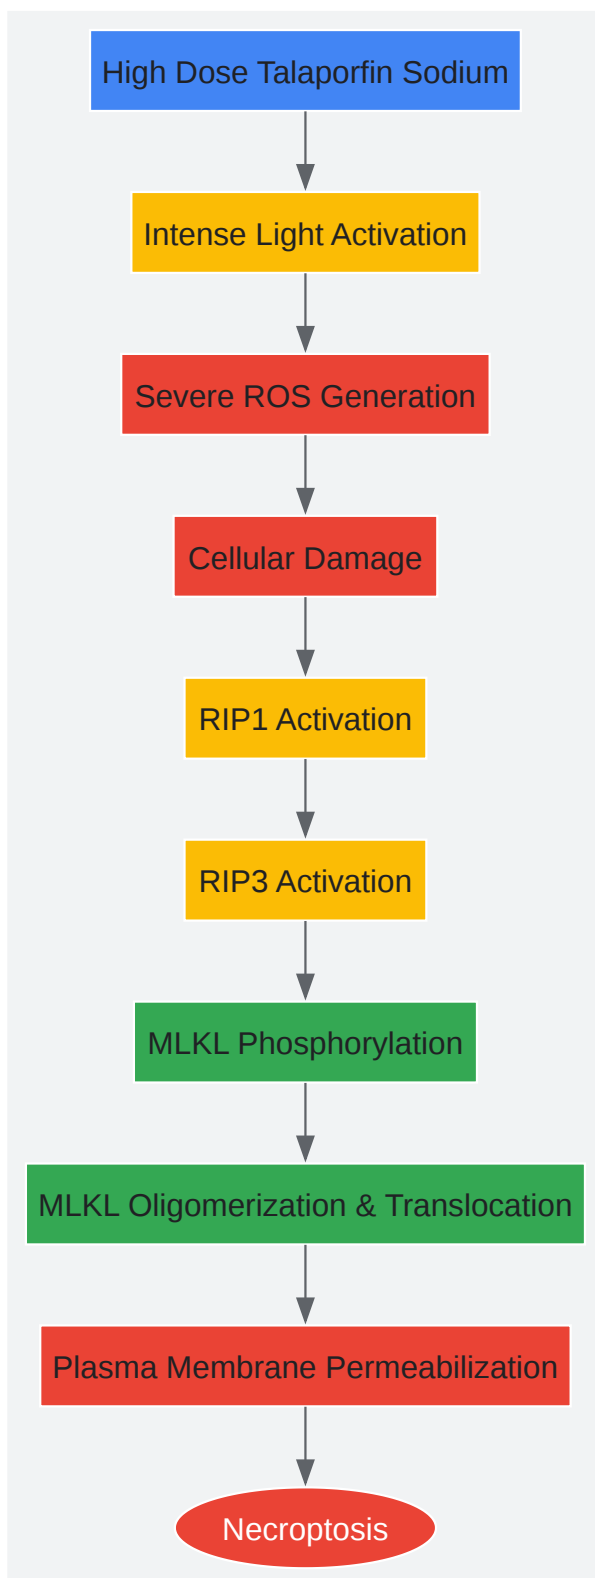 High Dose Talaporfin Sodium
Intense Light Activation
Severe ROS Generation
Cellular Damage
RIP1 Activation
RIP3 Activation
MLKL Phosphorylation
MLKL Oligomerization & Translocation
Plasma Membrane Permeabilization
Necroptosis